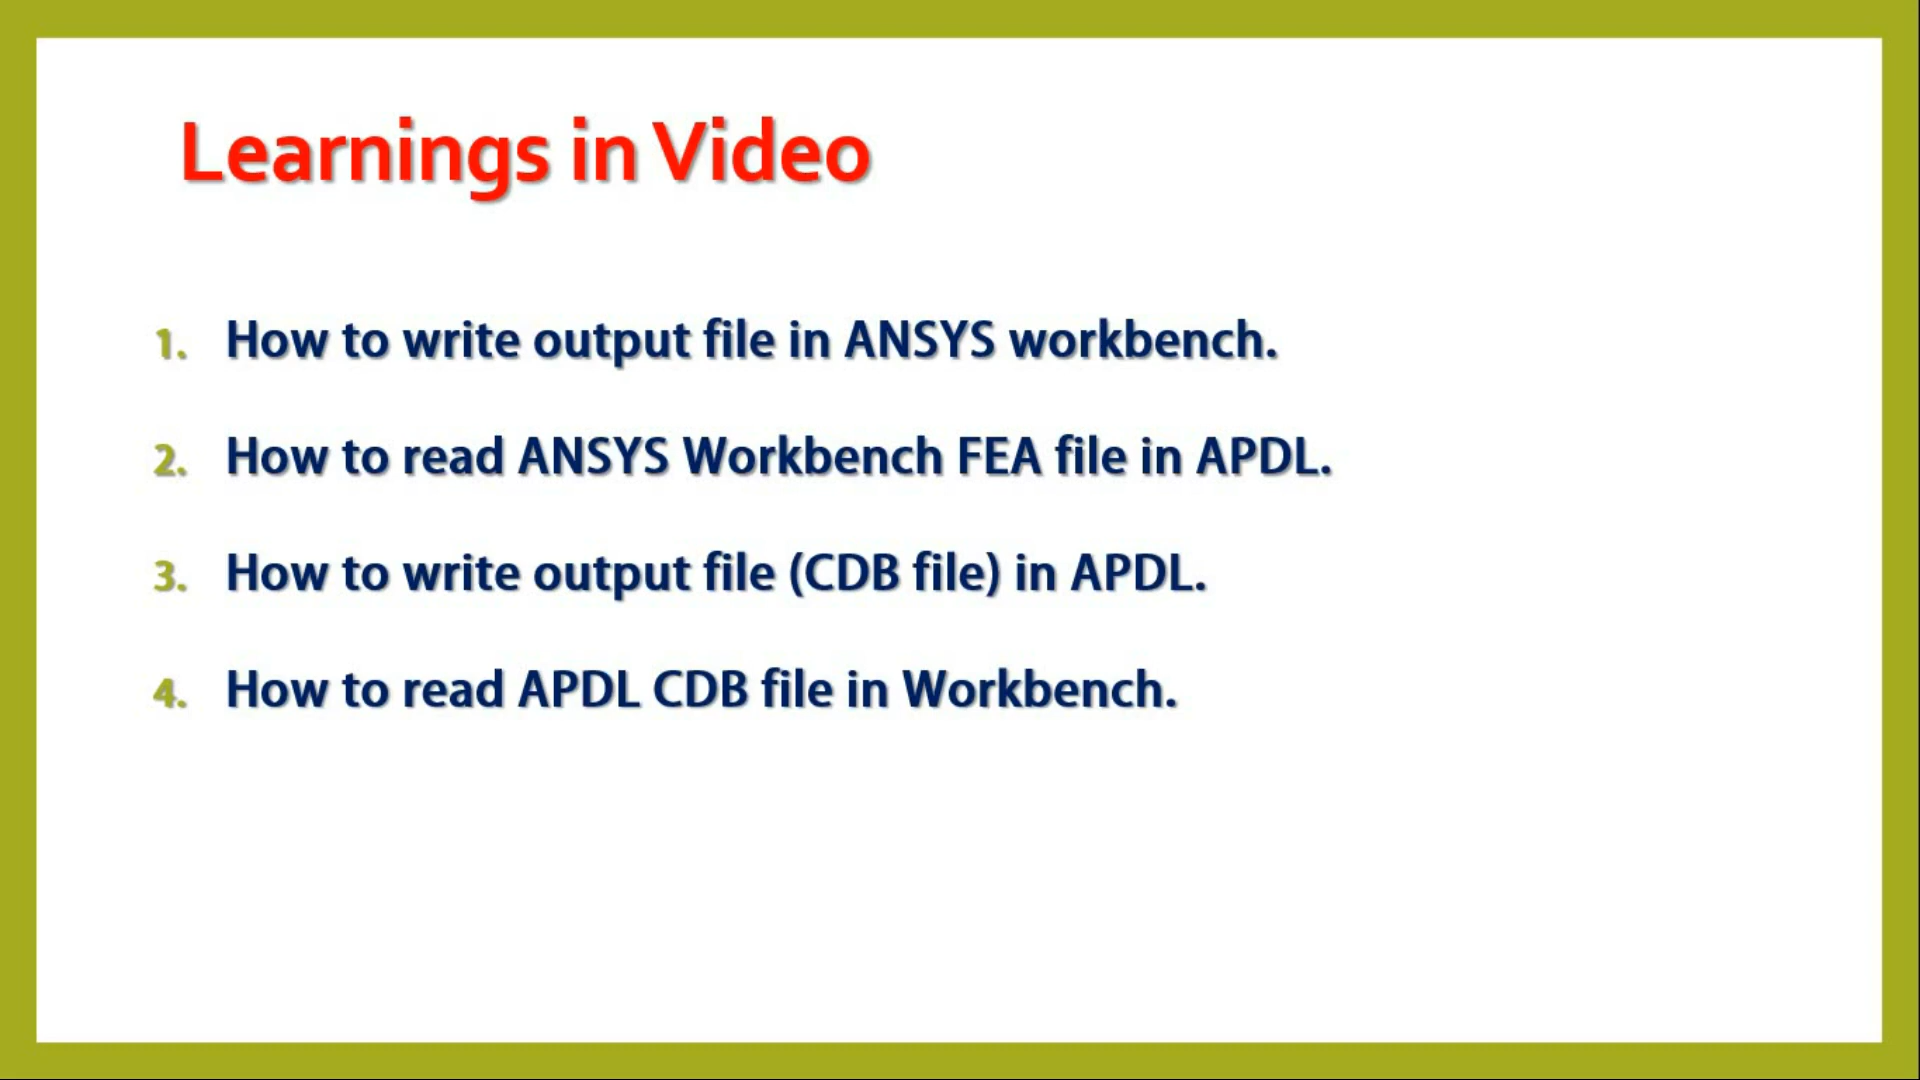 Learnings in Video
1. How to write output file in ANSYS workbench.
2. How to read ANSYS Workbench FEA file in APDL.
3. How to write output file (CDB file) in APDL.
4. How to read APDL CDB file in Workbench.